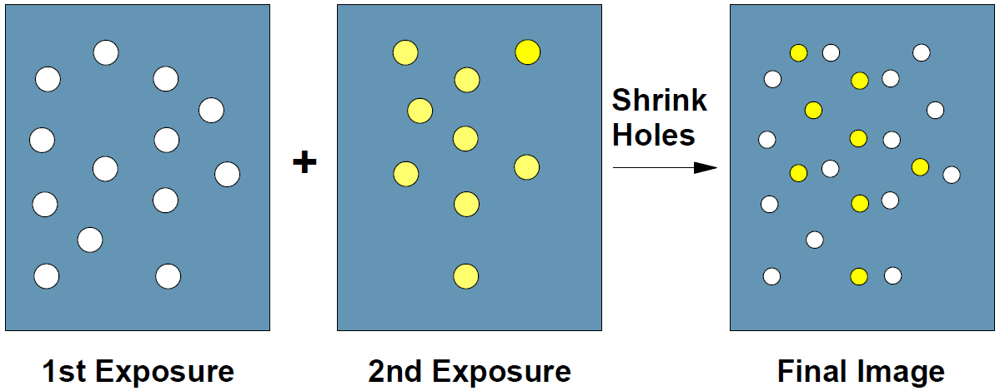 +
Shrink
Holes
1st Exposure
2nd Exposure
Final Image